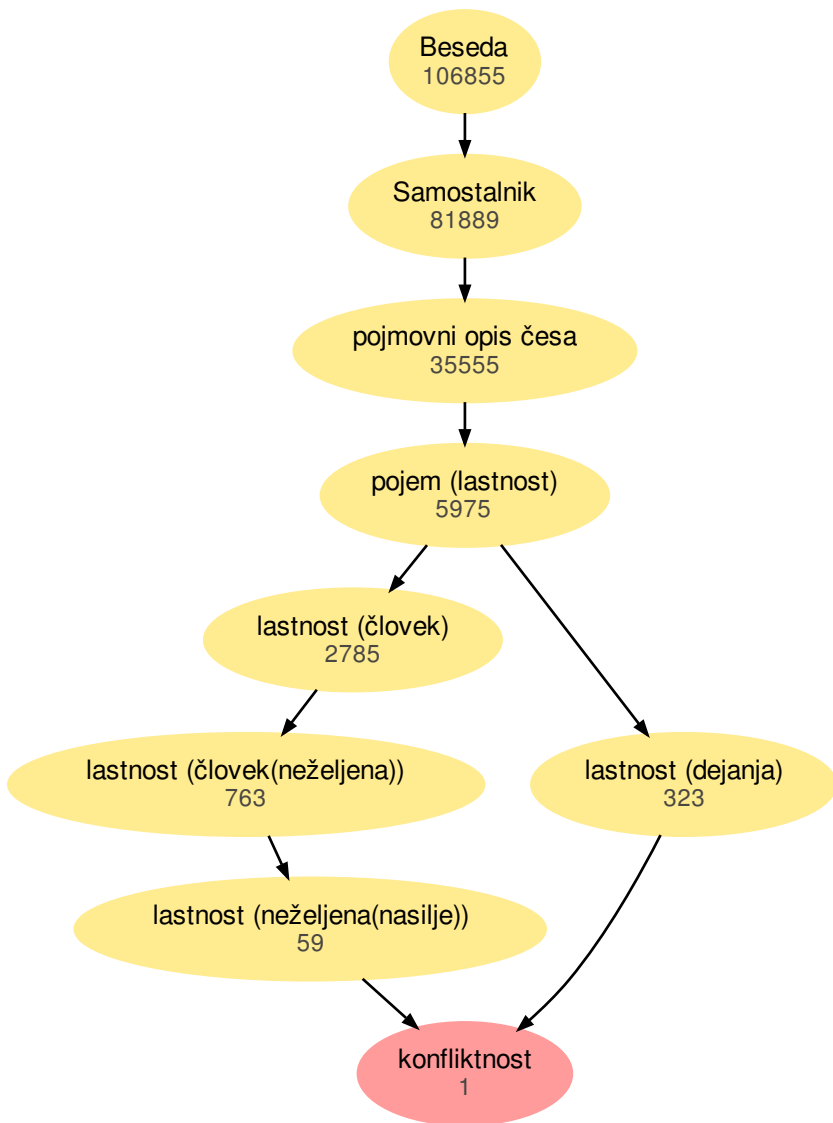 Beseda
106855
Samostalnik
81889
pojmovni opis česa
35555
pojem (lastnost)
5975
lastnost (človek)
2785
lastnost (človek(neželjena))
763
lastnost (dejanja)
323
lastnost (neželjena(nasilje))
59
konfliktnost
1